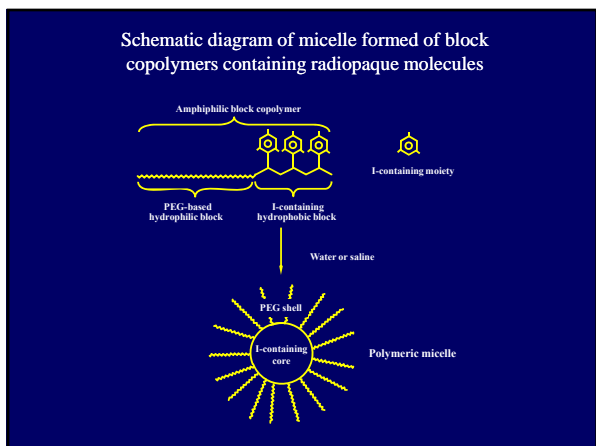 Schematic diagram of micelle formed of block
copolymers containing radiopaque molecules
Amphiphilic block copolymer
I-containing moiety
PEG-based
hydrophilic block
I-containing
hydrophobic block
Water or saline
PEG shell
I-containing
core
Polymeric micelle